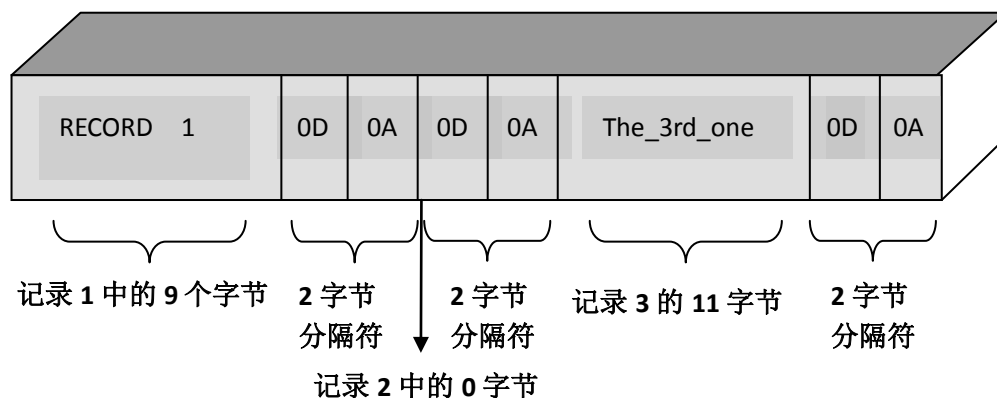 RECORD 1 0D 0A 0D 0A The_3rd_one 0D 0A
记录 1 中的 9 个字节 2 字节 2 字节 记录 3 的 11 字节 2 字节
分隔符 分隔符 分隔符
记录 2 中的 0 字节